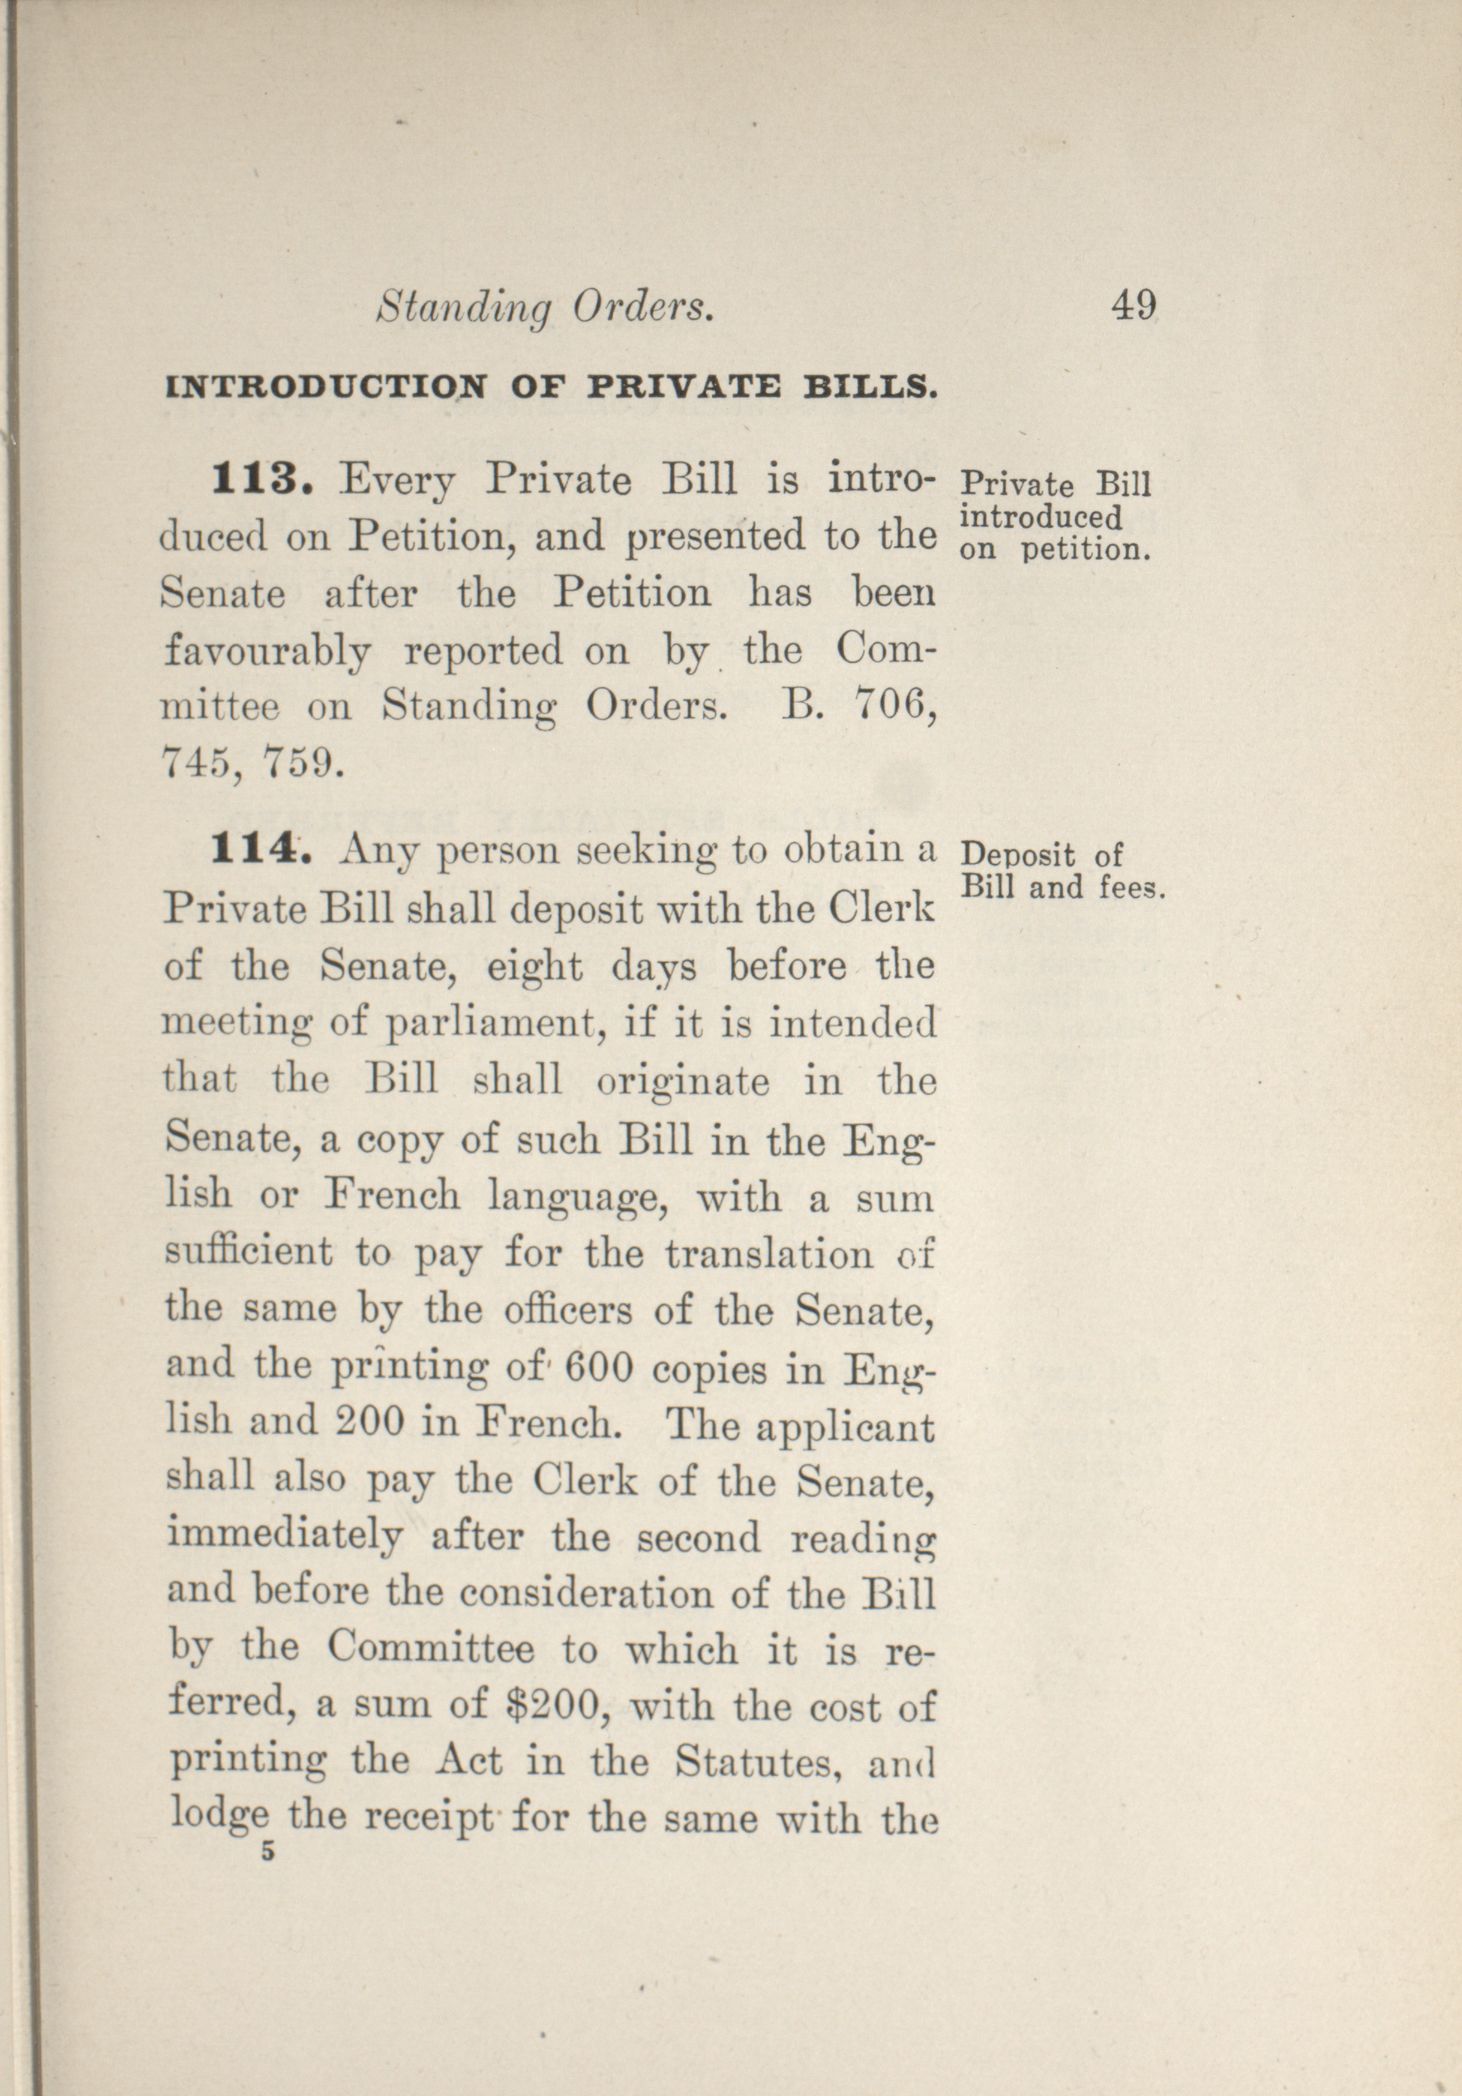 Standing Orders. 49
INTRODUCTION OF PRIVATE BILLS.
113. Every Private Bill is intro-
duced on Petition, and presented to the
Senate after the Petition has been
favourably reported on by the Com-
mittee on Standing Orders. B. 706,
745, 759.
Private Bill
introduced
on petition.
114. Any person seeking to obtain a
Private Bill shall deposit with the Clerk
of the Senate, eight days before the
meeting of parliament, if it is intended
that the Bill shall originate in the
Senate, a copy of such Bill in the Eng-
lish or French language, with a sum
sufficient to pay for the translation of
the same by the officers of the Senate,
and the printing of 600 copies in Eng-
lish and 200 in French. The applicant
shall also pay the Clerk of the Senate,
immediately after the second reading
and before the consideration of the Bill
by the Committee to which it is re-
ferred, a sum of $200, with the cost of
printing the Act in the Statutes, and
lodge the receipt for the same with the
Deposit of
Bill and fees.
5